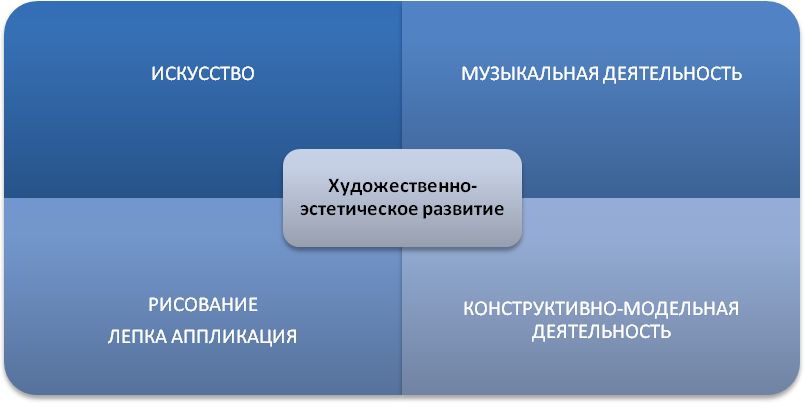 ИСКУССТВО
МУЗЫКАЛЬНАЯ ДЕЯТЕЛЬНОСТЬ
Художественно-
эстетическое развитие
РИСОВАНИЕ
ЛЕПКА АППЛИКАЦИЯ
КОНСТРУКТИВНО-МОДЕЛЬНАЯ
ДЕЯТЕЛЬНОСТЬ